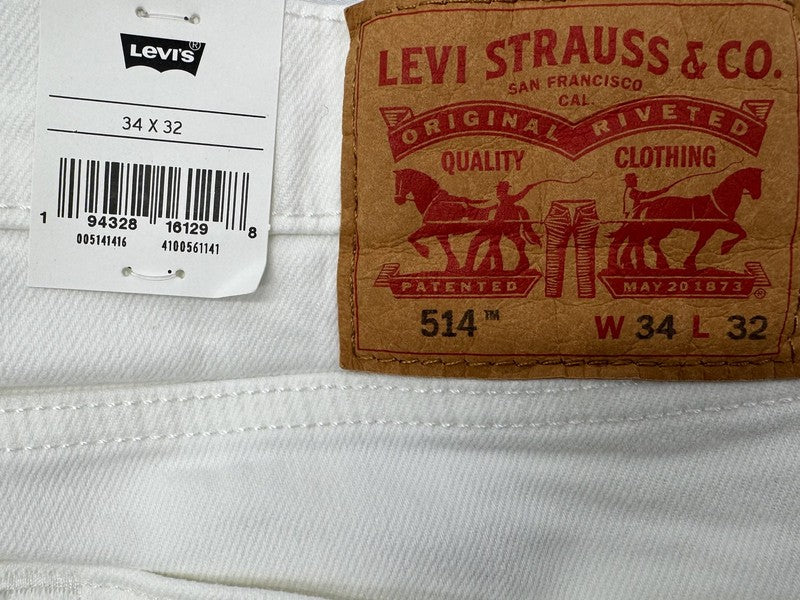 LEVI'S®
34 X 32
1 94328 16129 8
005141416 4100561141
LEVI STRAUSS & CO.
SAN FRANCISCO
CAL.
ORIGINAL RIVETED
QUALITY CLOTHING
PATENTED MAY 20 1873 ®
514™ W 34 L 32